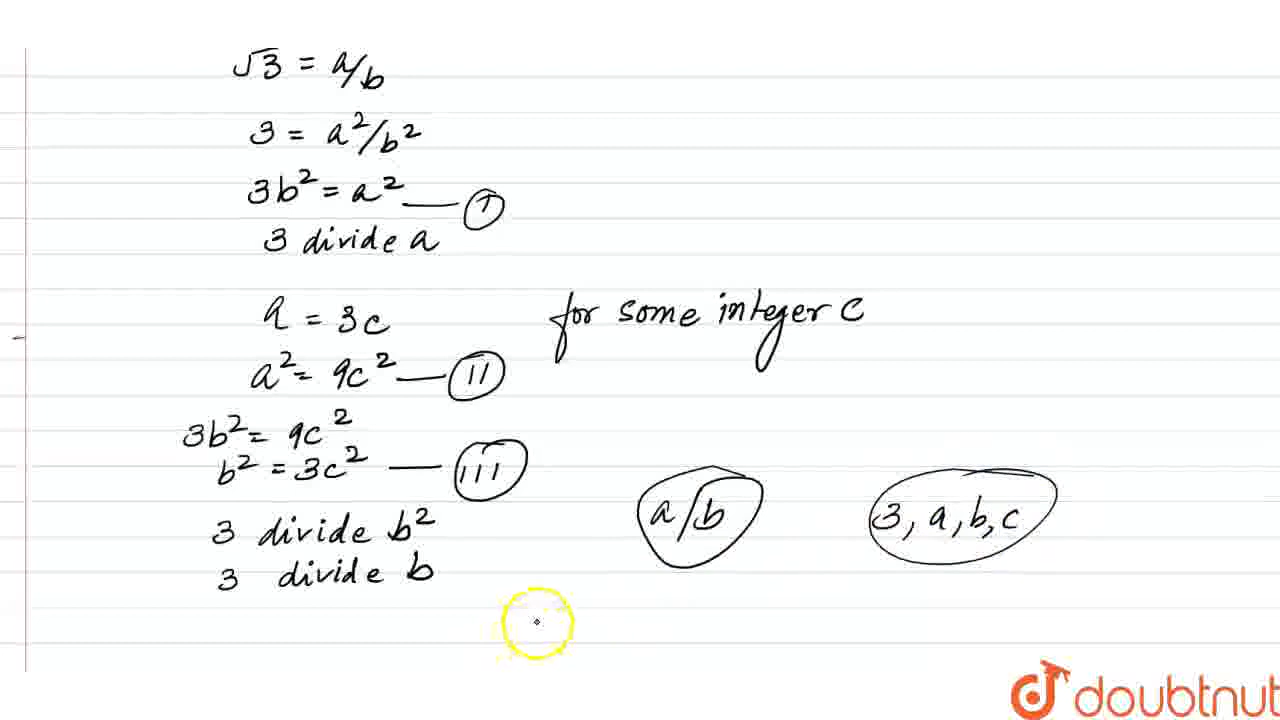 √3 = a/b
3 = a²/b²
3b² = a² — I
3 divide a
a = 3c for some integer c
a² = 9c² — II
3b² = 9c²
b² = 3c² — III
a/b 3, a, b, c
3 divide b²
3 divide b
doubtnut